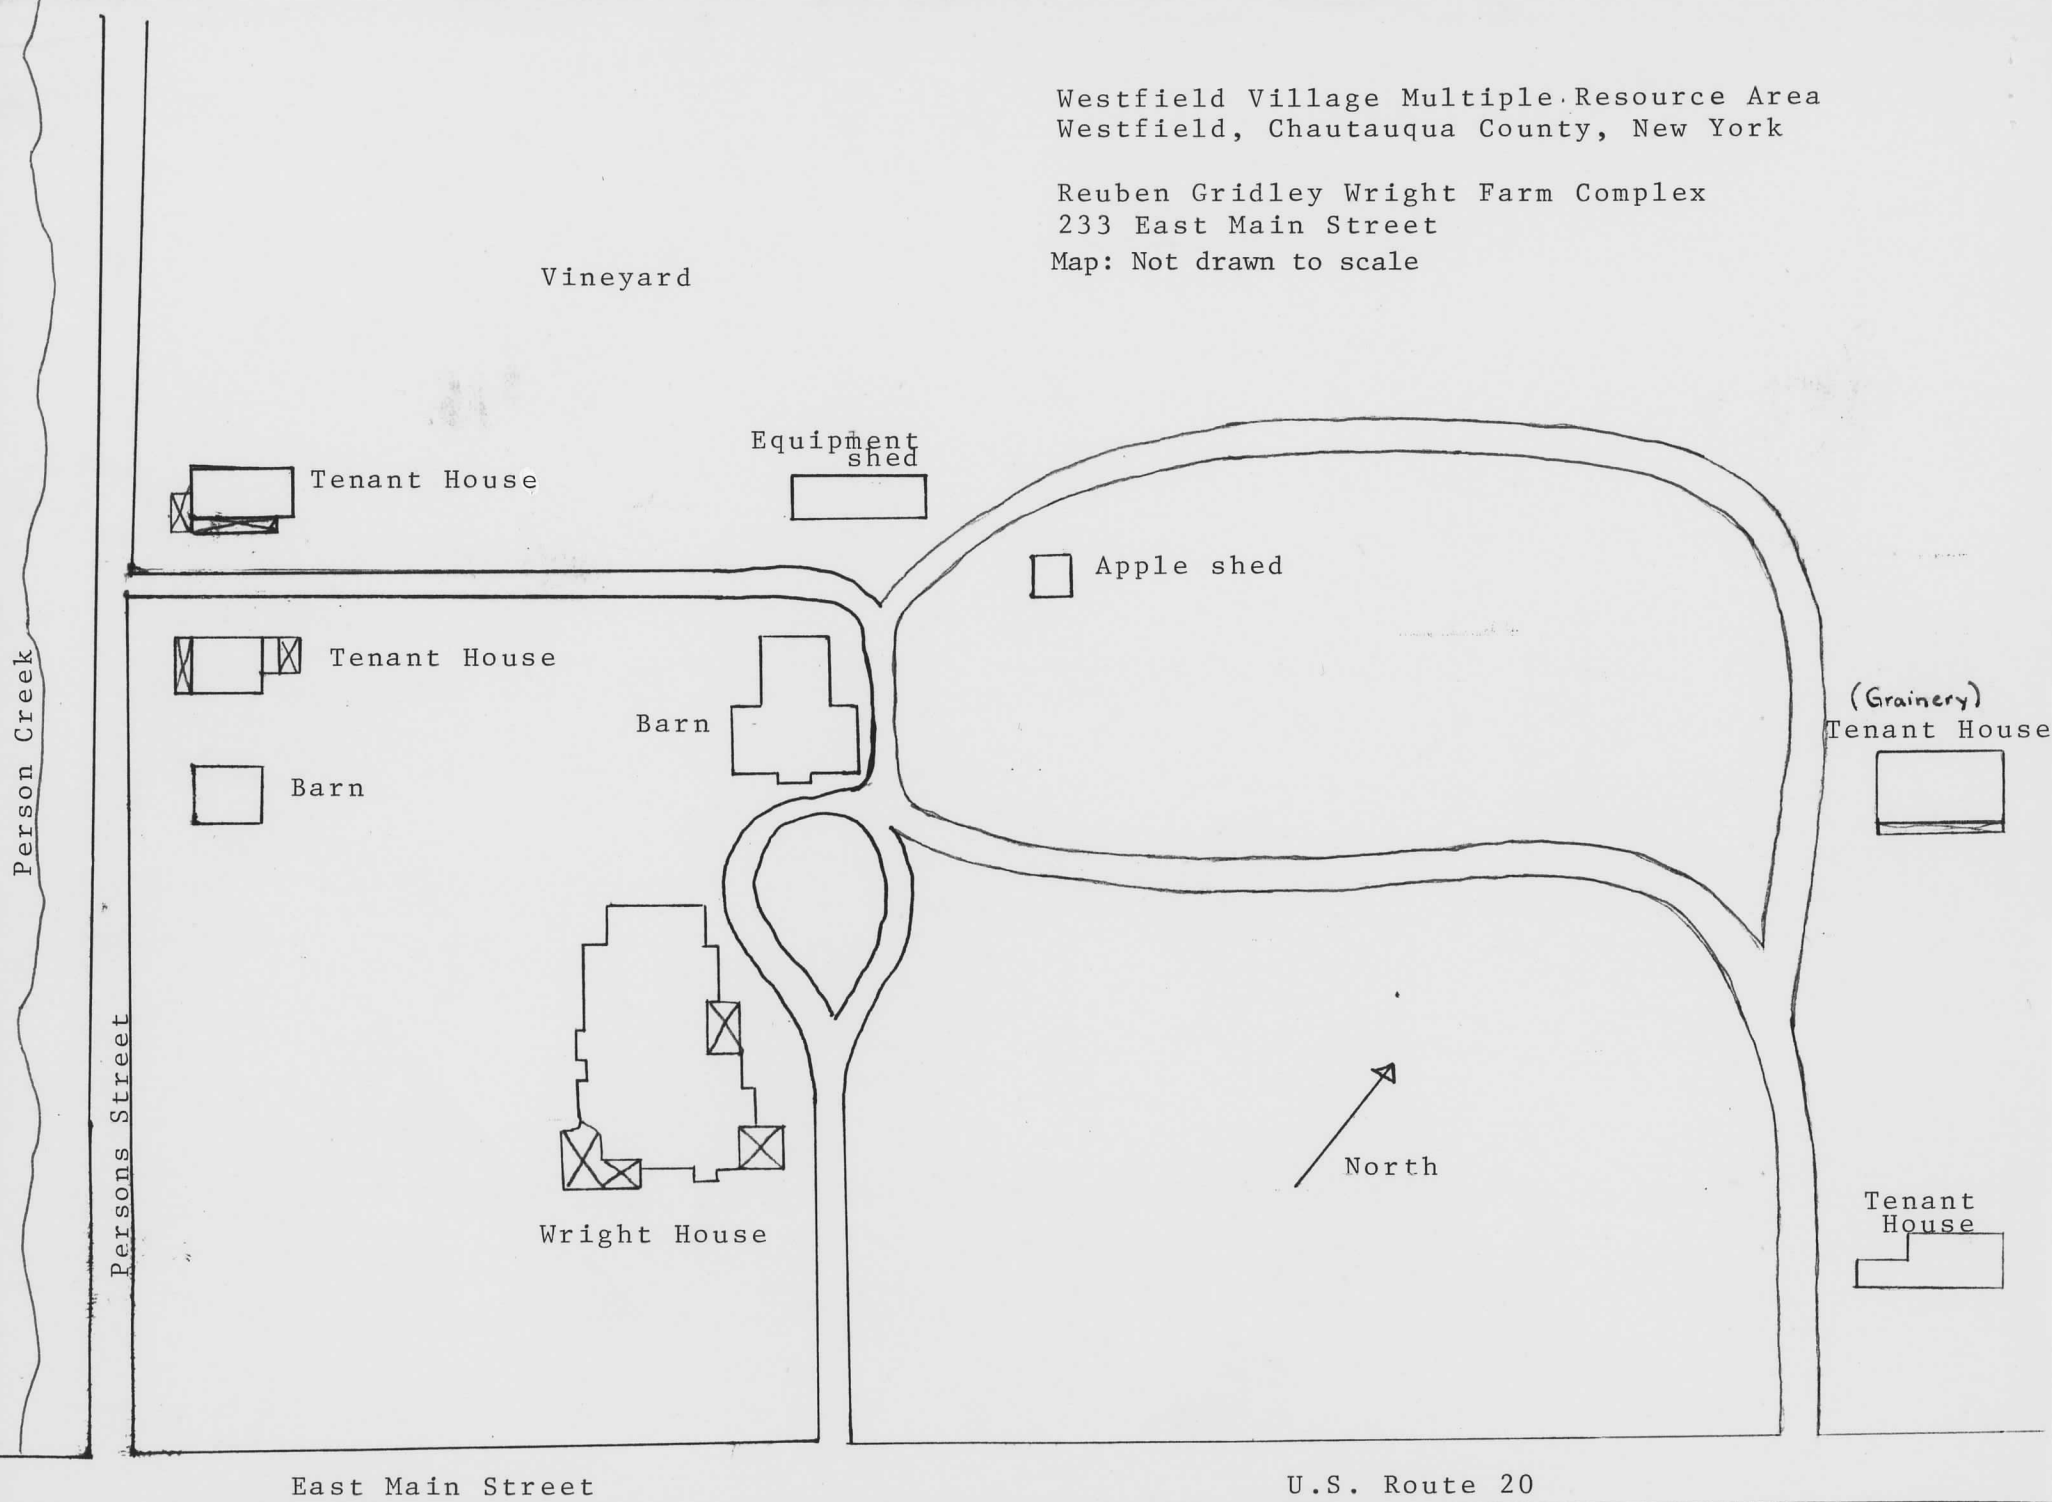 Westfield Village Multiple Resource Area
Westfield, Chautauqua County, New York
Reuben Gridley Wright Farm Complex
233 East Main Street
Map: Not drawn to scale
Vineyard
Equipment
shed
Tenant House
Apple shed
Tenant House
Person Creek
Barn
(Grainery)
Tenant House
Barn
Persons Street
North
Tenant
House
Wright House
East Main Street
U.S. Route 20